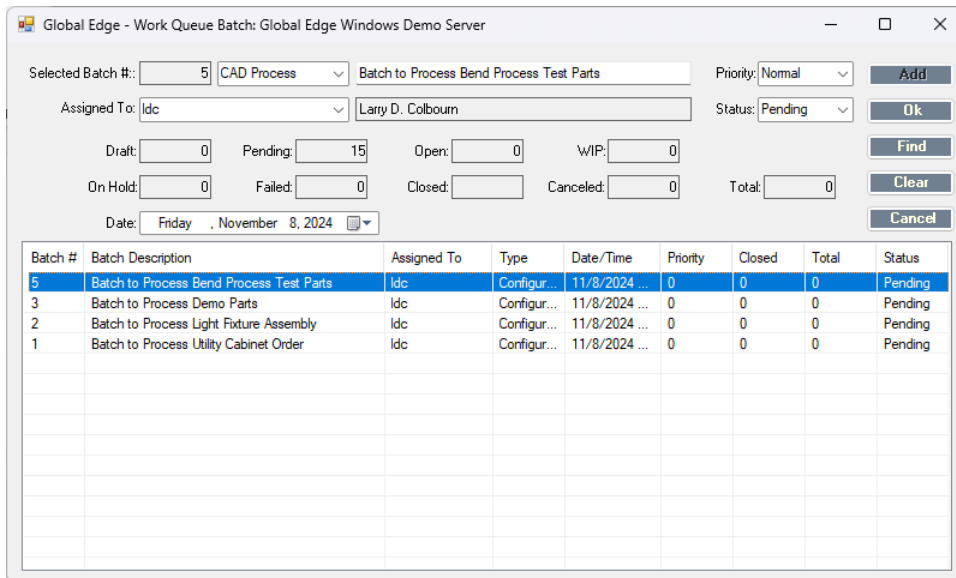 Global Edge - Work Queue Batch: Global Edge Windows Demo Server
Selected Batch #:: 5 CAD Process Batch to Process Bend Process Test Parts Priority: Normal Add
Assigned To: ldc Larry D. Colbourn Status: Pending Ok
Draft: 0 Pending: 15 Open: 0 WIP: 0 Find
On Hold: 0 Failed: 0 Closed: Canceled: 0 Total: 0 Clear
Date: Friday , November 8, 2024 Cancel
Batch # Batch Description Assigned To Type Date/Time Priority Closed Total Status
5 Batch to Process Bend Process Test Parts ldc Configur... 11/8/2024 ... 0 0 0 Pending
3 Batch to Process Demo Parts ldc Configur... 11/8/2024 ... 0 0 0 Pending
2 Batch to Process Light Fixture Assembly ldc Configur... 11/8/2024 ... 0 0 0 Pending
1 Batch to Process Utility Cabinet Order ldc Configur... 11/8/2024 ... 0 0 0 Pending